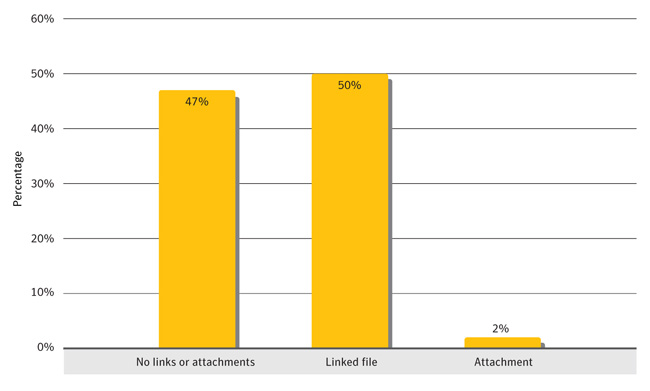 60%
50%
40%
30%
20%
10%
0%
Percentage
47%
50%
2%
No links or attachments
Linked file
Attachment